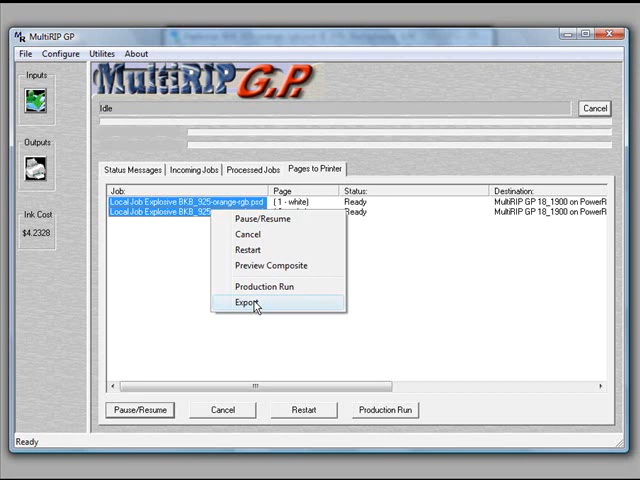 MultiRIP GP
File Configure Utilites About
Inputs
MultiRIP G.P.
Idle
Cancel
Outputs
Status Messages Incoming Jobs Processed Jobs Pages to Printer
Job: Page Status: Destination:
Local Job Explosive BKB_925-orange-rgb.prd ( 1 - white) Ready MultiRIP GP 18_1900 on PowerR
Local Job Explosive BKB_925 Ready MultiRIP GP 18_1900 on PowerR
Ink Cost
$4.2328
Pause/Resume
Cancel
Restart
Preview Composite
Production Run
Export
Pause/Resume Cancel Restart Production Run
Ready